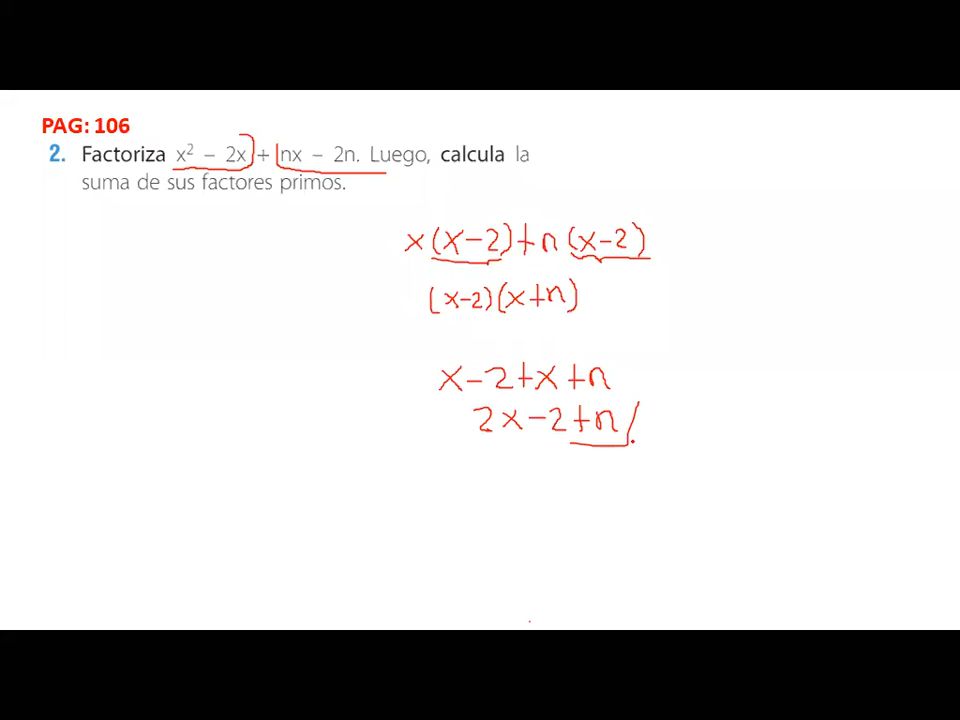 PAG: 106
2. Factoriza x² – 2x + nx – 2n. Luego, calcula la
suma de sus factores primos.
x(x-2)+n(x-2)
(x-2)(x+n)
x-2+x+n
2x-2+n